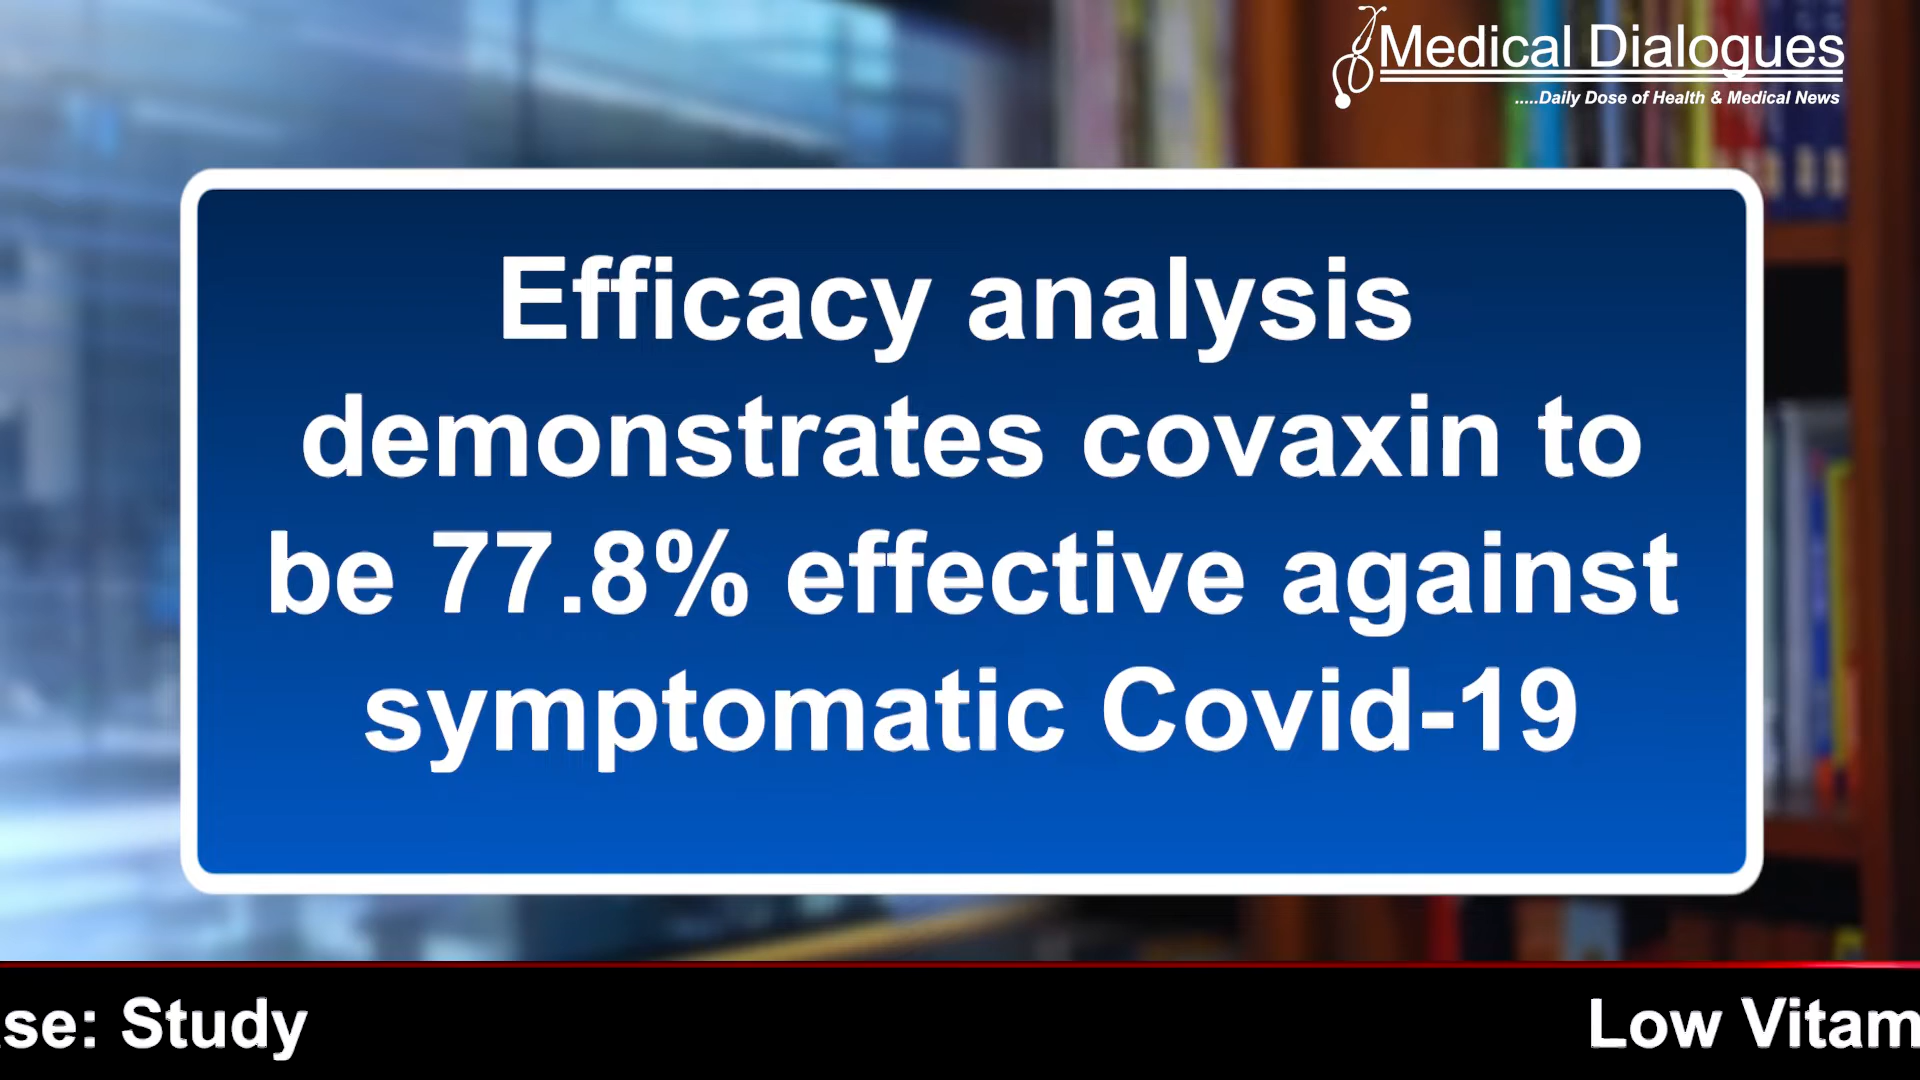 Medical Dialogues
.....Daily Dose of Health & Medical News
Efficacy analysis
demonstrates covaxin to
be 77.8% effective against
symptomatic Covid-19
se: Study
Low Vitam